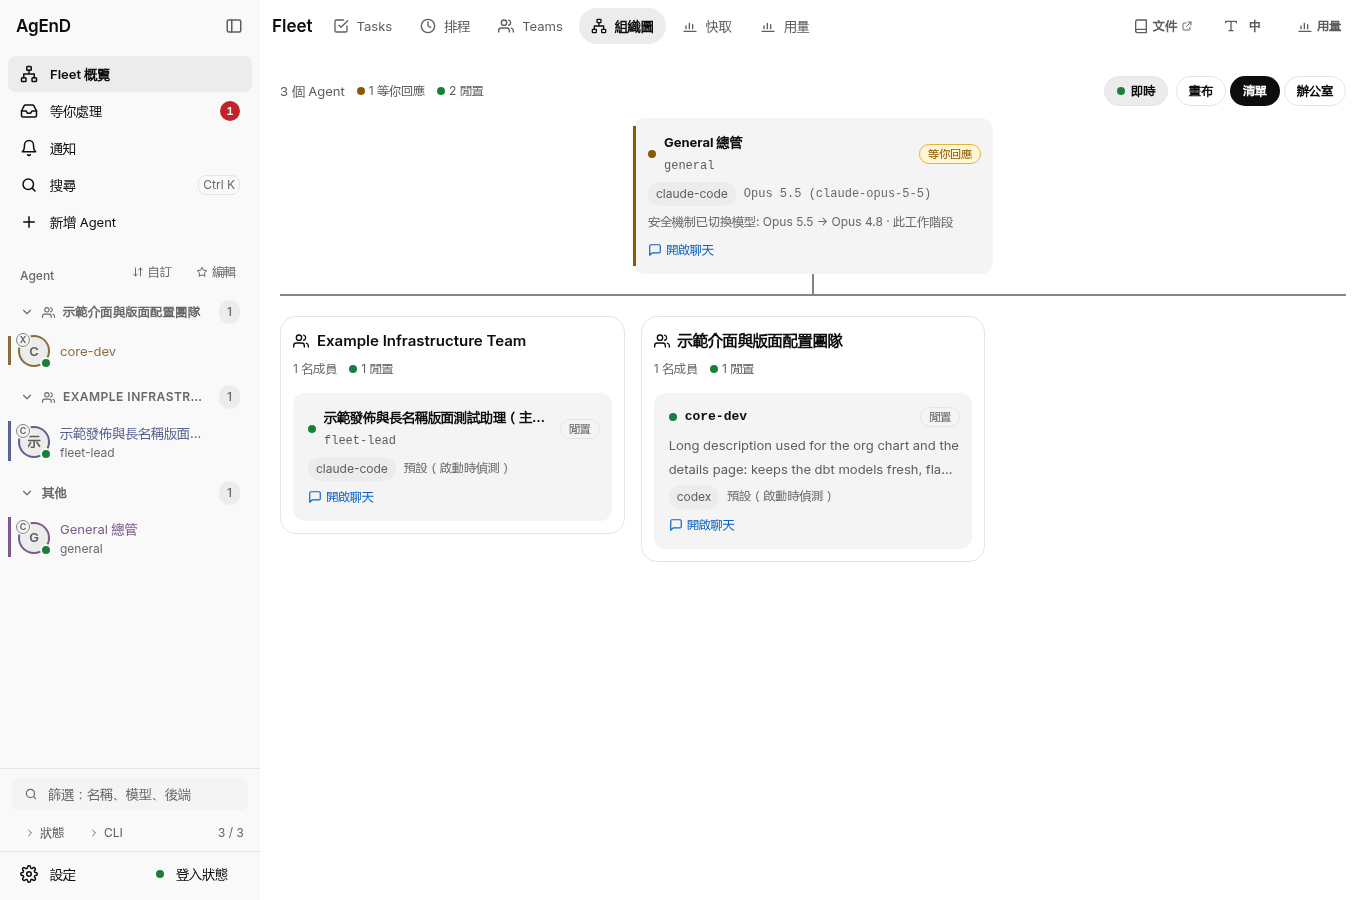 AgEnD
Fleet 概覽
等你處理
1
通知
搜尋
Ctrl K
新增 Agent
Agent
自訂
編輯
示範介面與版面配置團隊
1
X
C
core-dev
EXAMPLE INFRASTR...
1
C
示
示範發佈與長名稱版面...
fleet-lead
其他
1
C
G
General 總管
general
篩選：名稱、模型、後端
狀態
CLI
3 / 3
設定
登入狀態
Fleet
Tasks
排程
Teams
組織圖
快取
用量
文件
中
用量
3 個 Agent
1 等你回應
2 閒置
即時
畫布
清單
辦公室
General 總管
general
等你回應
claude-code
Opus 5.5 (claude-opus-5-5)
安全機制已切換模型: Opus 5.5 → Opus 4.8 · 此工作階段
開啟聊天
Example Infrastructure Team
1 名成員
1 閒置
示範發佈與長名稱版面測試助理（主...
fleet-lead
閒置
claude-code
預設（啟動時偵測）
開啟聊天
示範介面與版面配置團隊
1 名成員
1 閒置
core-dev
閒置
Long description used for the org chart and the
details page: keeps the dbt models fresh, fla...
codex
預設（啟動時偵測）
開啟聊天